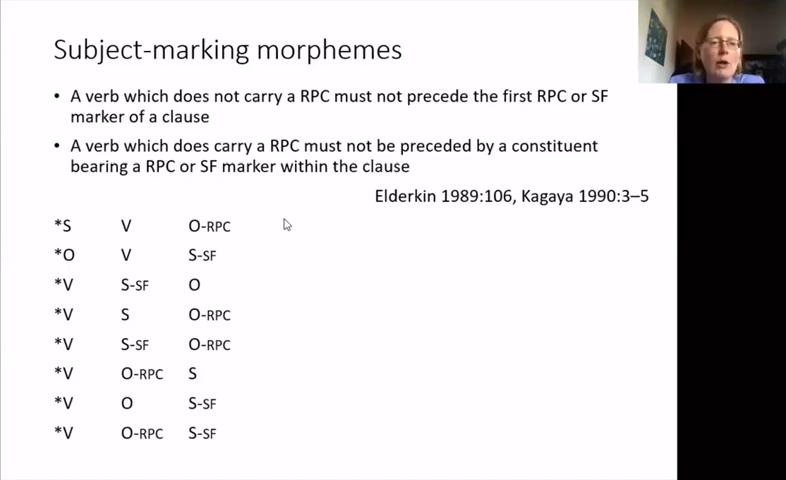 Subject-marking morphemes
• A verb which does not carry a RPC must not precede the first RPC or SF
marker of a clause
• A verb which does carry a RPC must not be preceded by a constituent
bearing a RPC or SF marker within the clause
Elderkin 1989:106, Kagaya 1990:3–5
*S V O-RPC
*O V S-SF
*V S-SF O
*V S O-RPC
*V S-SF O-RPC
*V O-RPC S
*V O S-SF
*V O-RPC S-SF